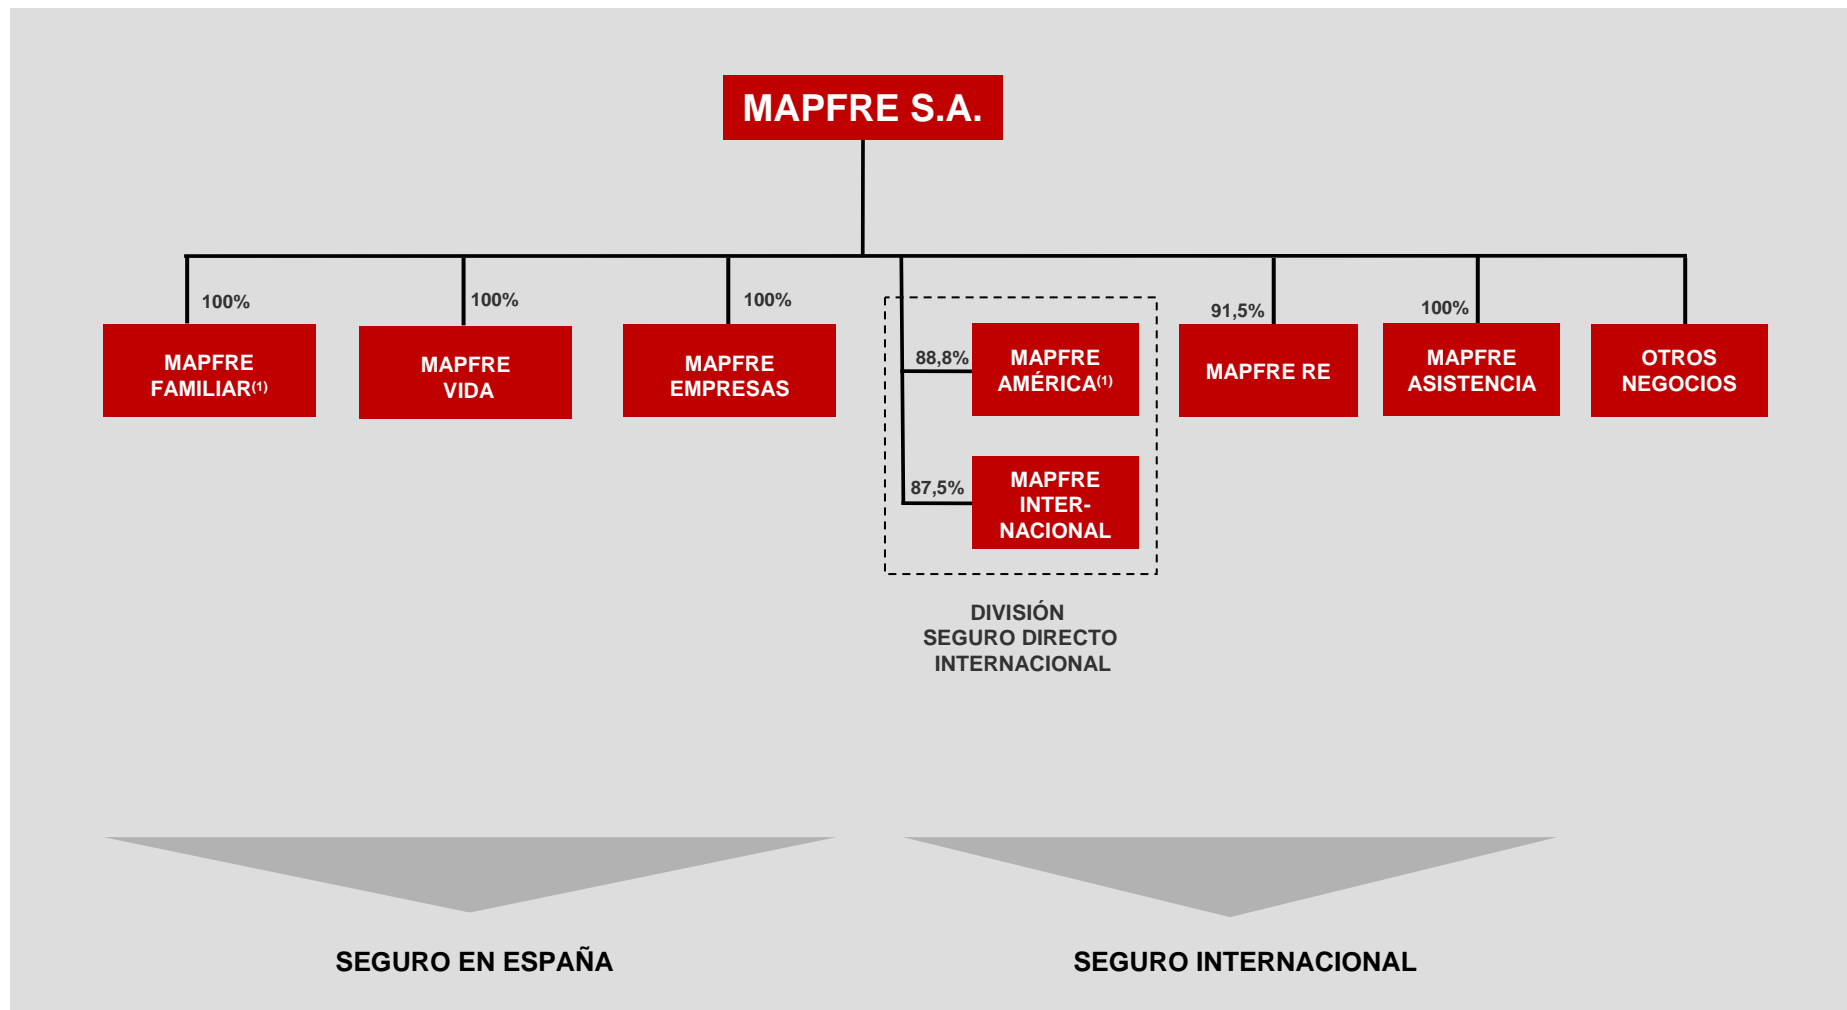 MAPFRE S.A.
100%
100%
100%
91,5%
100%
MAPFRE
FAMILIAR(1)
MAPFRE
VIDA
MAPFRE
EMPRESAS
88,8%
MAPFRE
AMÉRICA(1)
MAPFRE RE
MAPFRE
ASISTENCIA
OTROS
NEGOCIOS
87,5%
MAPFRE
INTER-
NACIONAL
DIVISIÓN
SEGURO DIRECTO
INTERNACIONAL
SEGURO EN ESPAÑA
SEGURO INTERNACIONAL